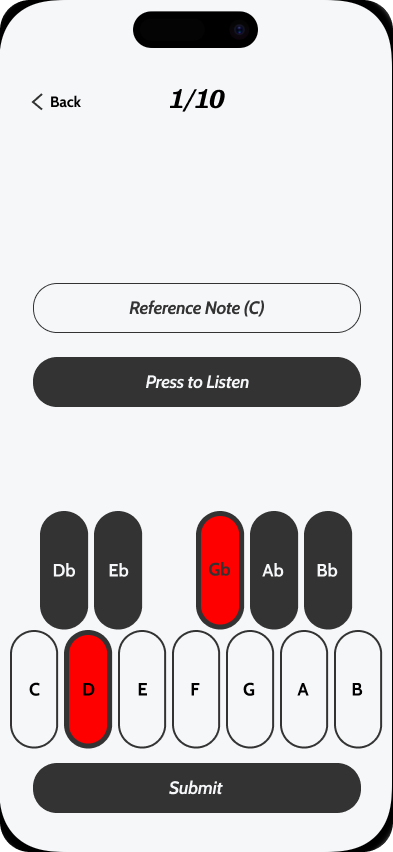 Back
1/10
Reference Note (C)
Press to Listen
Db Eb Gb Ab Bb
C D E F G A B
Submit